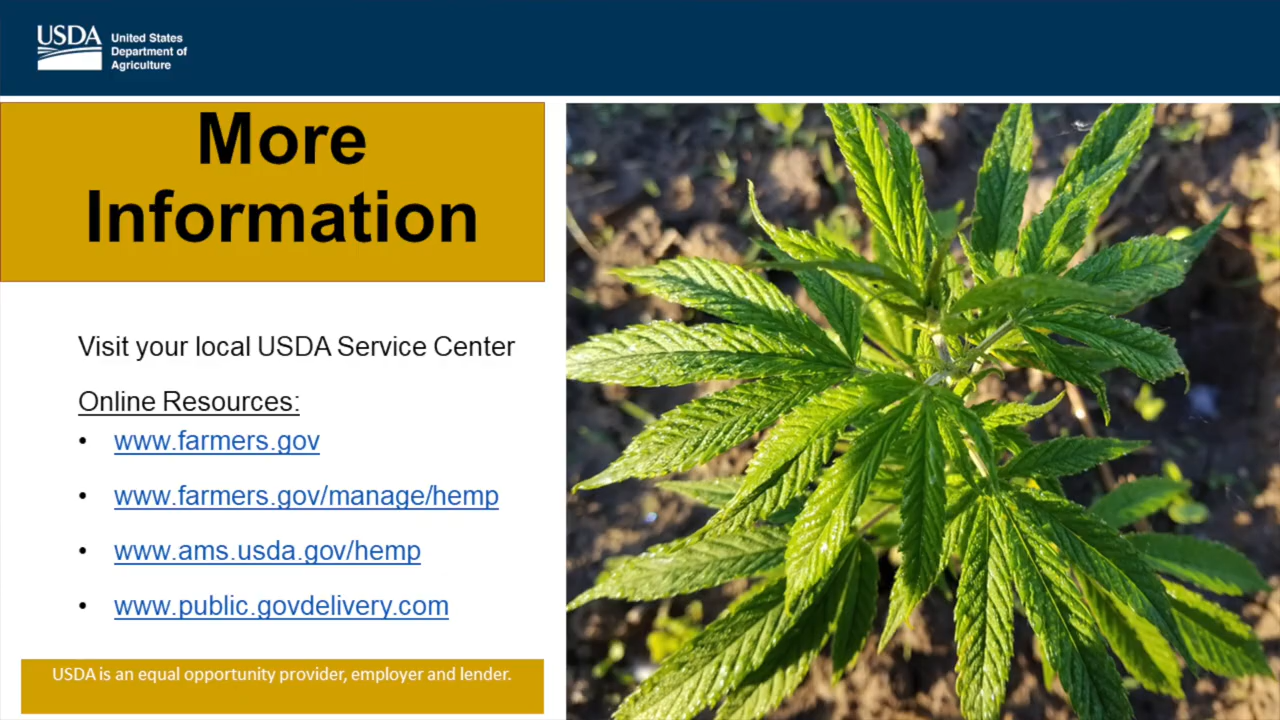 USDA
United States
Department of
Agriculture
More
Information
Visit your local USDA Service Center
Online Resources:
• www.farmers.gov
• www.farmers.gov/manage/hemp
• www.ams.usda.gov/hemp
• www.public.govdelivery.com
USDA is an equal opportunity provider, employer and lender.